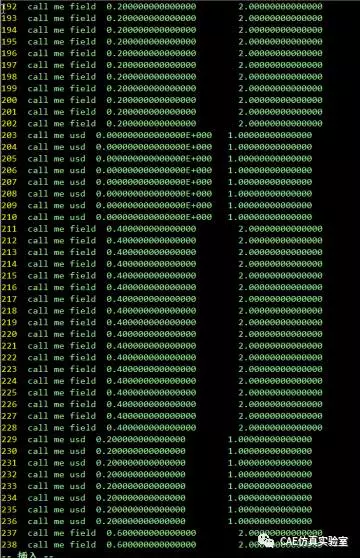 192 call me field 0.200000000000000 2.00000000000000
193 call me field 0.200000000000000 2.00000000000000
194 call me field 0.200000000000000 2.00000000000000
195 call me field 0.200000000000000 2.00000000000000
196 call me field 0.200000000000000 2.00000000000000
197 call me field 0.200000000000000 2.00000000000000
198 call me field 0.200000000000000 2.00000000000000
199 call me field 0.200000000000000 2.00000000000000
200 call me field 0.200000000000000 2.00000000000000
201 call me field 0.200000000000000 2.00000000000000
202 call me field 0.200000000000000 2.00000000000000
203 call me usd 0.000000000000000E+000 1.00000000000000
204 call me usd 0.000000000000000E+000 1.00000000000000
205 call me usd 0.000000000000000E+000 1.00000000000000
206 call me usd 0.000000000000000E+000 1.00000000000000
207 call me usd 0.000000000000000E+000 1.00000000000000
208 call me usd 0.000000000000000E+000 1.00000000000000
209 call me usd 0.000000000000000E+000 1.00000000000000
210 call me usd 0.000000000000000E+000 1.00000000000000
211 call me field 0.400000000000000 2.00000000000000
212 call me field 0.400000000000000 2.00000000000000
213 call me field 0.400000000000000 2.00000000000000
214 call me field 0.400000000000000 2.00000000000000
215 call me field 0.400000000000000 2.00000000000000
216 call me field 0.400000000000000 2.00000000000000
217 call me field 0.400000000000000 2.00000000000000
218 call me field 0.400000000000000 2.00000000000000
219 call me field 0.400000000000000 2.00000000000000
220 call me field 0.400000000000000 2.00000000000000
221 call me field 0.400000000000000 2.00000000000000
222 call me field 0.400000000000000 2.00000000000000
223 call me field 0.400000000000000 2.00000000000000
224 call me field 0.400000000000000 2.00000000000000
225 call me field 0.400000000000000 2.00000000000000
226 call me field 0.400000000000000 2.00000000000000
227 call me field 0.400000000000000 2.00000000000000
228 call me field 0.400000000000000 2.00000000000000
229 call me usd 0.200000000000000 1.00000000000000
230 call me usd 0.200000000000000 1.00000000000000
231 call me usd 0.200000000000000 1.00000000000000
232 call me usd 0.200000000000000 1.00000000000000
233 call me usd 0.200000000000000 1.00000000000000
234 call me usd 0.200000000000000 1.00000000000000
235 call me usd 0.200000000000000 1.00000000000000
236 call me usd 0.200000000000000 1.00000000000000
237 call me field 0.600000000000000
238 call me field 0.600000000000000 2.00000000000000
CAE仿真实验室
-- 插入 --